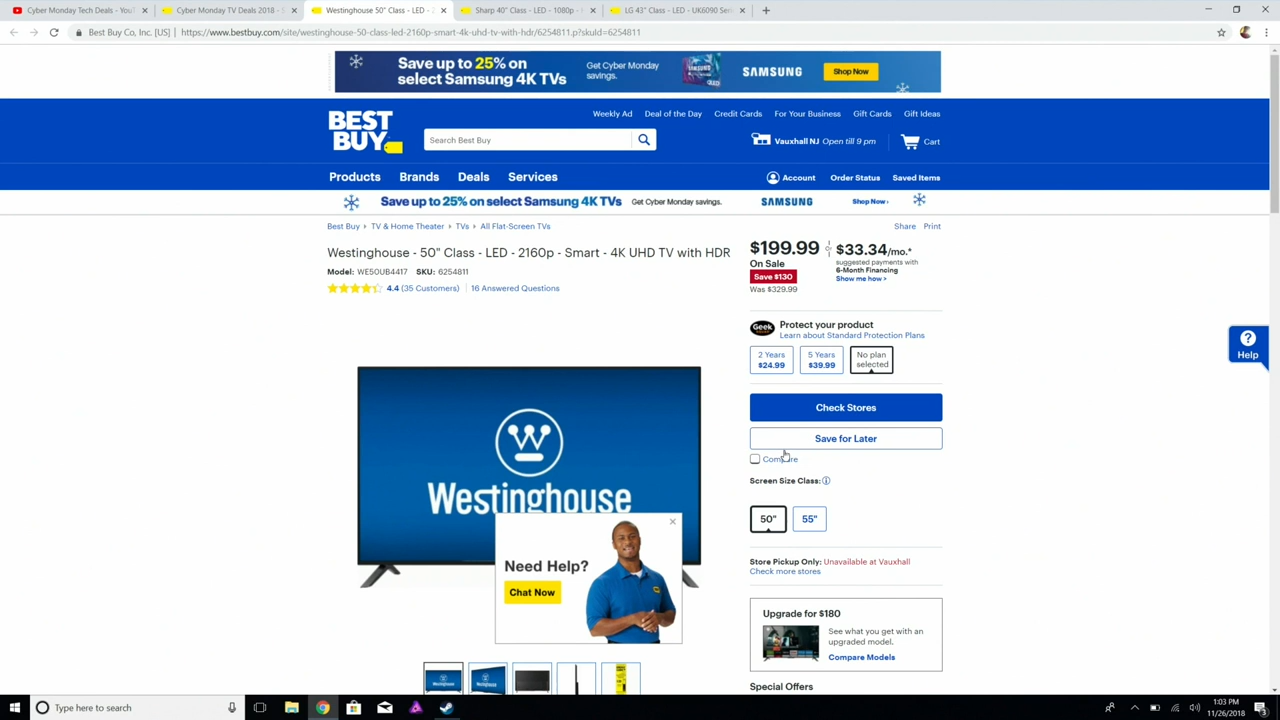 Cyber Monday Tech Deals - You
Cyber Monday TV Deals 2018 - S
Westinghouse 50" Class - LED - 2
Sharp 40" Class - LED - 1080p - s
LG 43" Class - LED - UK6090 Seri
Best Buy Co, Inc. [US] | https://www.bestbuy.com/site/westinghouse-50-class-led-2160p-smart-4k-uhd-tv-with-hdr/6254811.p?skuId=6254811
Save up to 25% on
select Samsung 4K TVs
Get Cyber Monday
savings.
SAMSUNG
Shop Now
Weekly Ad Deal of the Day Credit Cards For Your Business Gift Cards Gift Ideas
BEST
BUY
Search Best Buy
Vauxhall NJ Open till 9 pm
Cart
Products Brands Deals Services
Account Order Status Saved Items
Save up to 25% on select Samsung 4K TVs Get Cyber Monday savings. SAMSUNG Shop Now ›
Best Buy › TV & Home Theater › TVs › All Flat-Screen TVs
Share Print
Westinghouse - 50" Class - LED - 2160p - Smart - 4K UHD TV with HDR
Model: WE50UB4417 SKU: 6254811
4.4 (35 Customers) 16 Answered Questions
$199.99
On Sale
Save $130
Was $329.99
or
$33.34/mo.*
suggested payments with
6-Month Financing
Show me how >
Geek
Protect your product
Learn about Standard Protection Plans
2 Years
$24.99
5 Years
$39.99
No plan
selected
Help
Check Stores
Save for Later
Compare
Screen Size Class:
50"
55"
Store Pickup Only: Unavailable at Vauxhall
Check more stores
Upgrade for $180
See what you get with an
upgraded model.
Compare Models
Special Offers
W
Westinghouse
Need Help?
Chat Now
Westinghouse
Type here to search
1:03 PM
11/26/2018
3